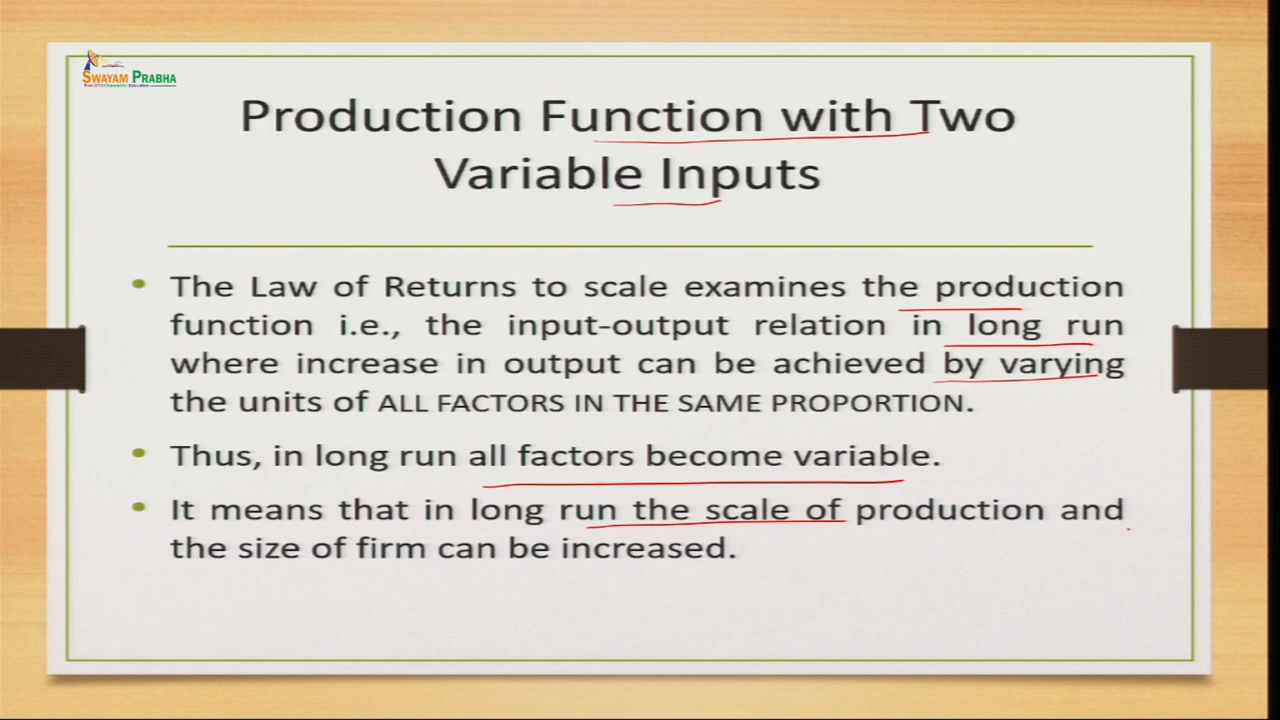 SWAYAM PRABHA
Production Function with Two
Variable Inputs
• The Law of Returns to scale examines the production
function i.e., the input-output relation in long run
where increase in output can be achieved by varying
the units of ALL FACTORS IN THE SAME PROPORTION.
• Thus, in long run all factors become variable.
• It means that in long run the scale of production and
the size of firm can be increased.